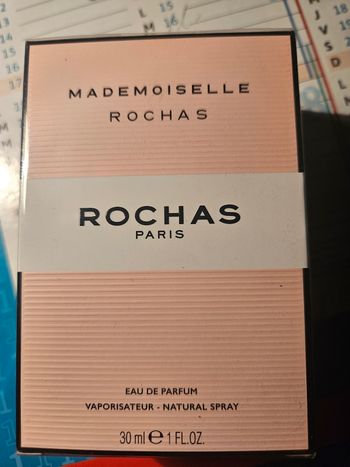 MADEMOISELLE
ROCHAS
ROCHAS
PARIS
EAU DE PARFUM
VAPORISATEUR - NATURAL SPRAY
30 ml ℮ 1 FL.OZ.